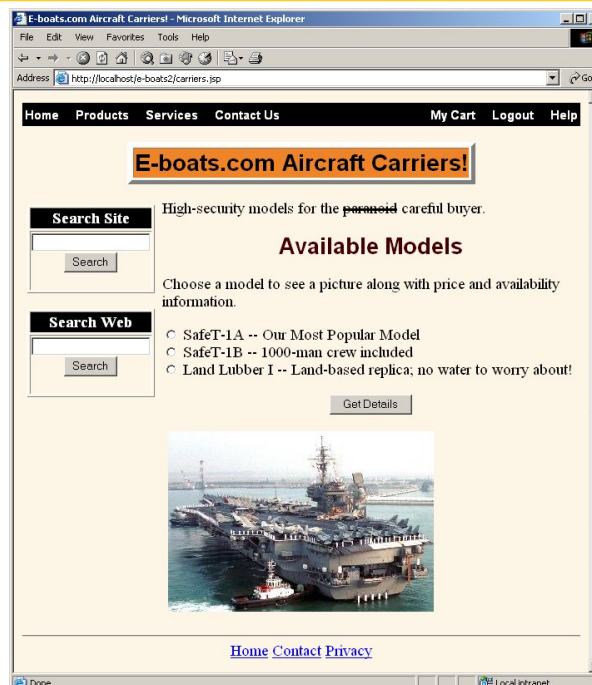 E-boats.com Aircraft Carriers! - Microsoft Internet Explorer
File Edit View Favorites Tools Help
Address http://localhost/e-boats2/carriers.jsp Go
Home Products Services Contact Us My Cart Logout Help
E-boats.com Aircraft Carriers!
High-security models for the paranoid careful buyer.
Search Site
Search
Available Models
Choose a model to see a picture along with price and availability
information.
Search Web
Search
SafeT-1A -- Our Most Popular Model
SafeT-1B -- 1000-man crew included
Land Lubber I -- Land-based replica; no water to worry about!
Get Details
Home Contact Privacy
Done Local intranet